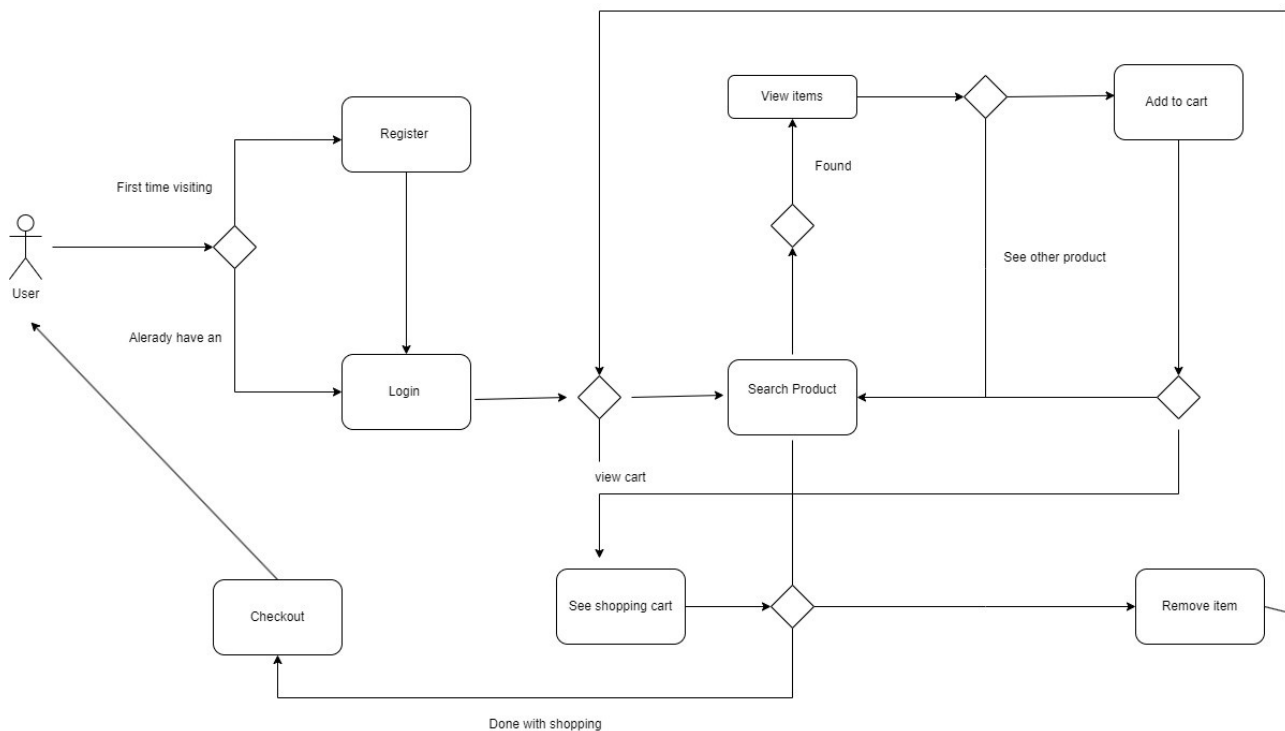 View items
Add to cart
Register
Found
First time visiting
See other product
User
Alerady have an
Login
Search Product
view cart
See shopping cart
Remove item
Checkout
Done with shopping